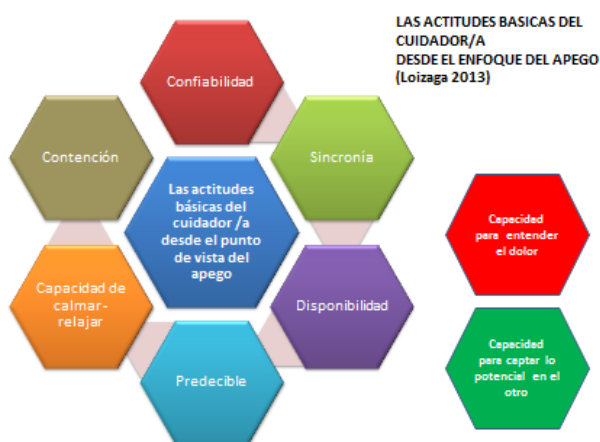 LAS ACTITUDES BASICAS DEL
CUIDADOR/A
DESDE EL ENFOQUE DEL APEGO
(Loizaga 2013)
Confiabilidad
Contención
Sincronía
Las actitudes
básicas del
cuidador /a
desde el punto
de vista del
apego
Capacidad de
calmar-
relajar
Disponibilidad
Predecible
Capacidad
para entender
el dolor
Capacidad
para captar lo
potencial en el
otro